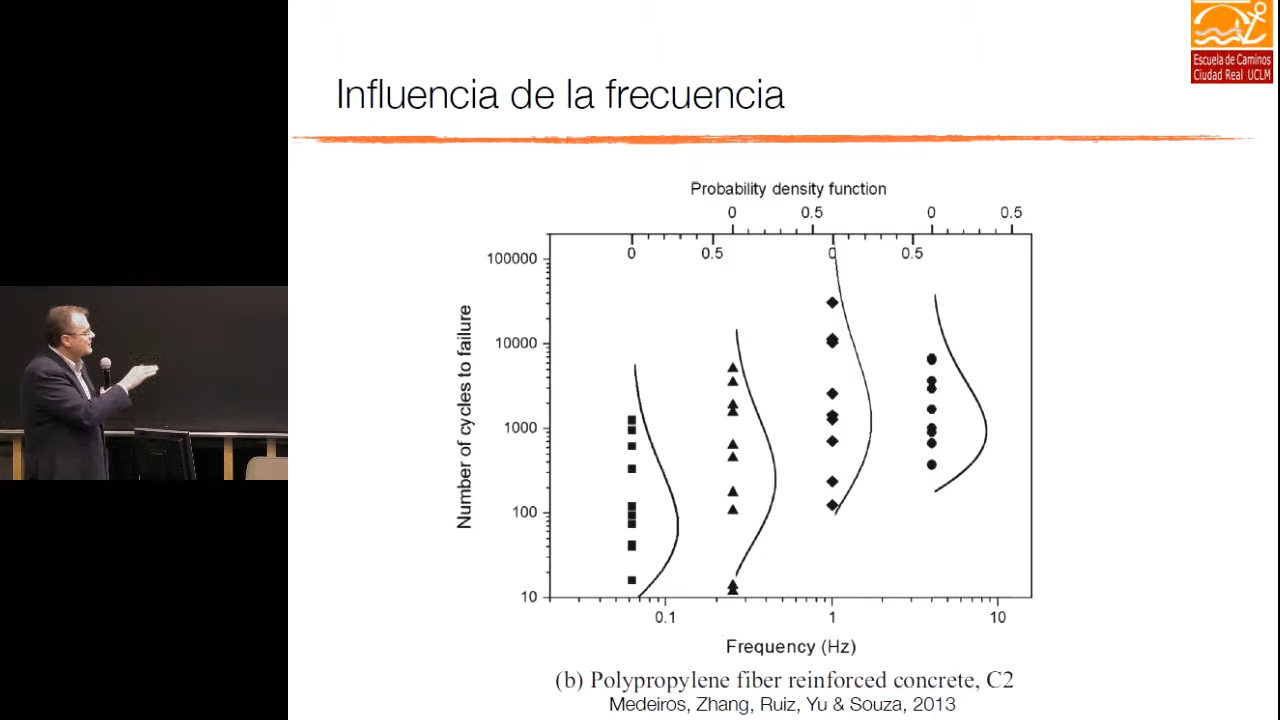 Escuela de Caminos
Ciudad Real UCLM
Influencia de la frecuencia
Probability density function
0 0.5 0 0.5
0 0.5 0 0.5
100000
10000
1000
100
10
Number of cycles to failure
0.1 1 10
Frequency (Hz)
(b) Polypropylene fiber reinforced concrete, C2
Medeiros, Zhang, Ruiz, Yu & Souza, 2013